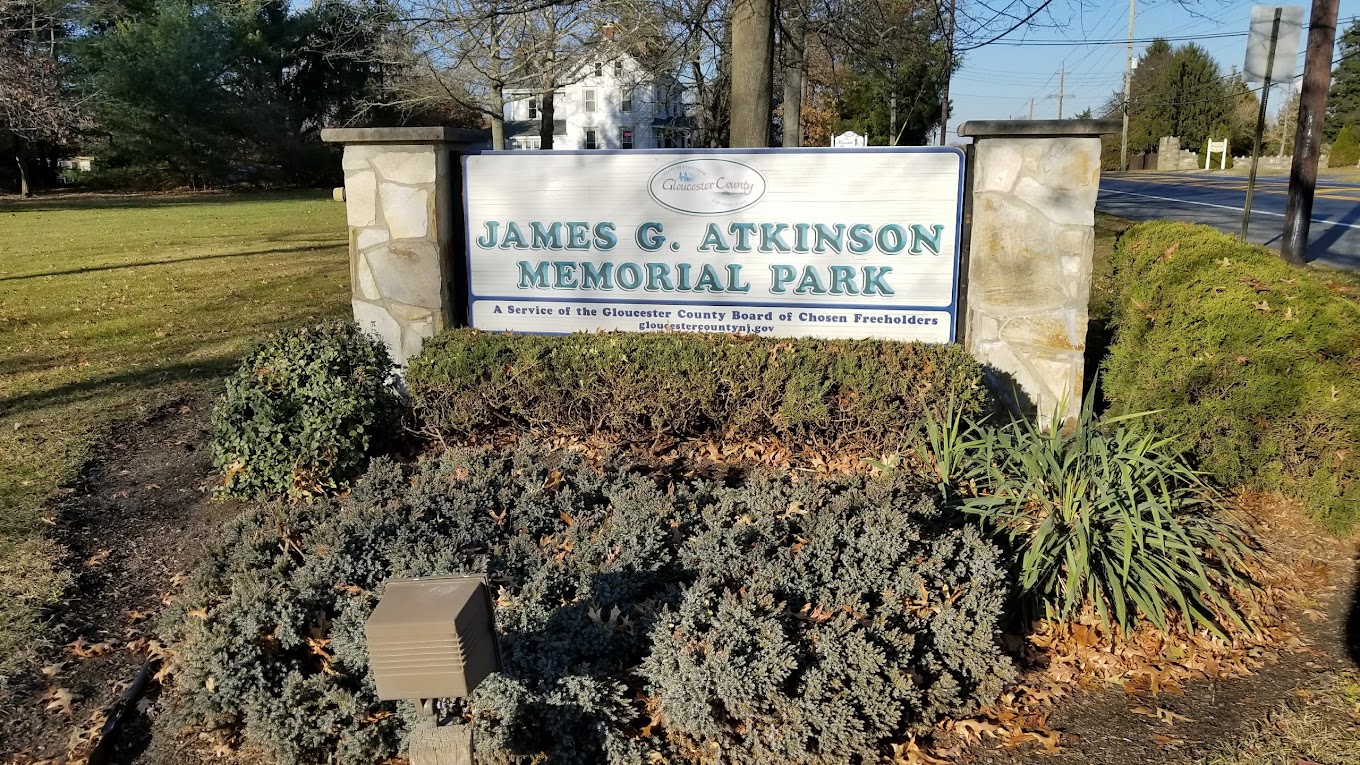 Gloucester County
JAMES G. ATKINSON
MEMORIAL PARK
A Service of the Gloucester County Board of Chosen Freeholders
gloucestercountynj.gov